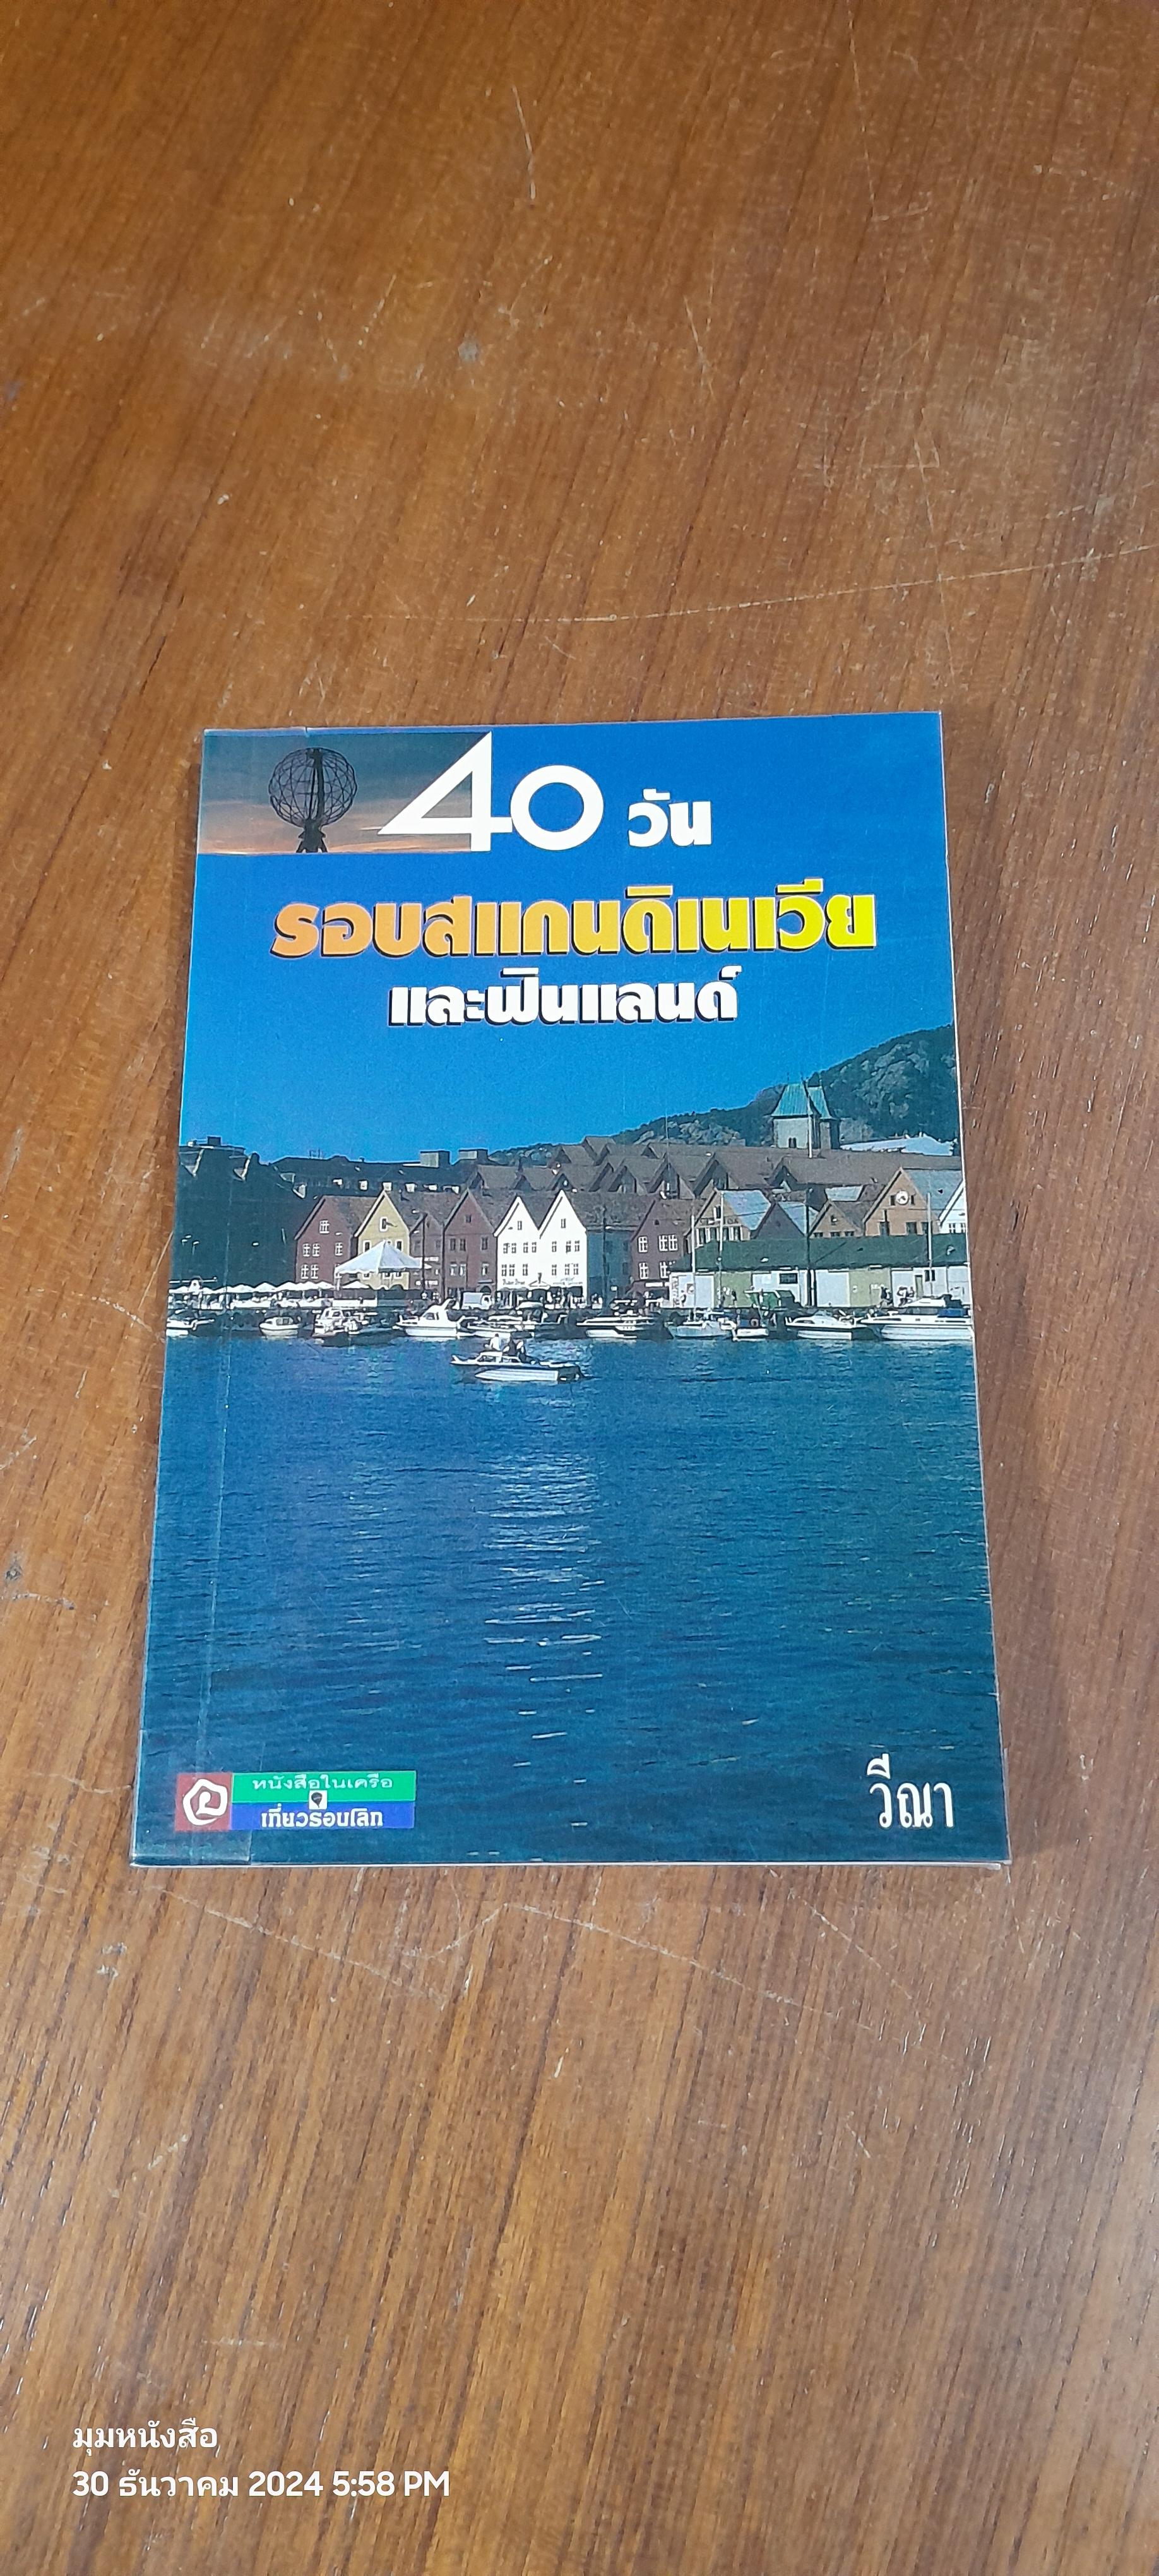 40 วัน
รอบสแกนดิเนเวีย
และฟินแลนด์
หนังสือในเครือ
เที่ยวรอบโลก
วีณา
มุมหนังสือ
30 ธันวาคม 2024 5:58 PM